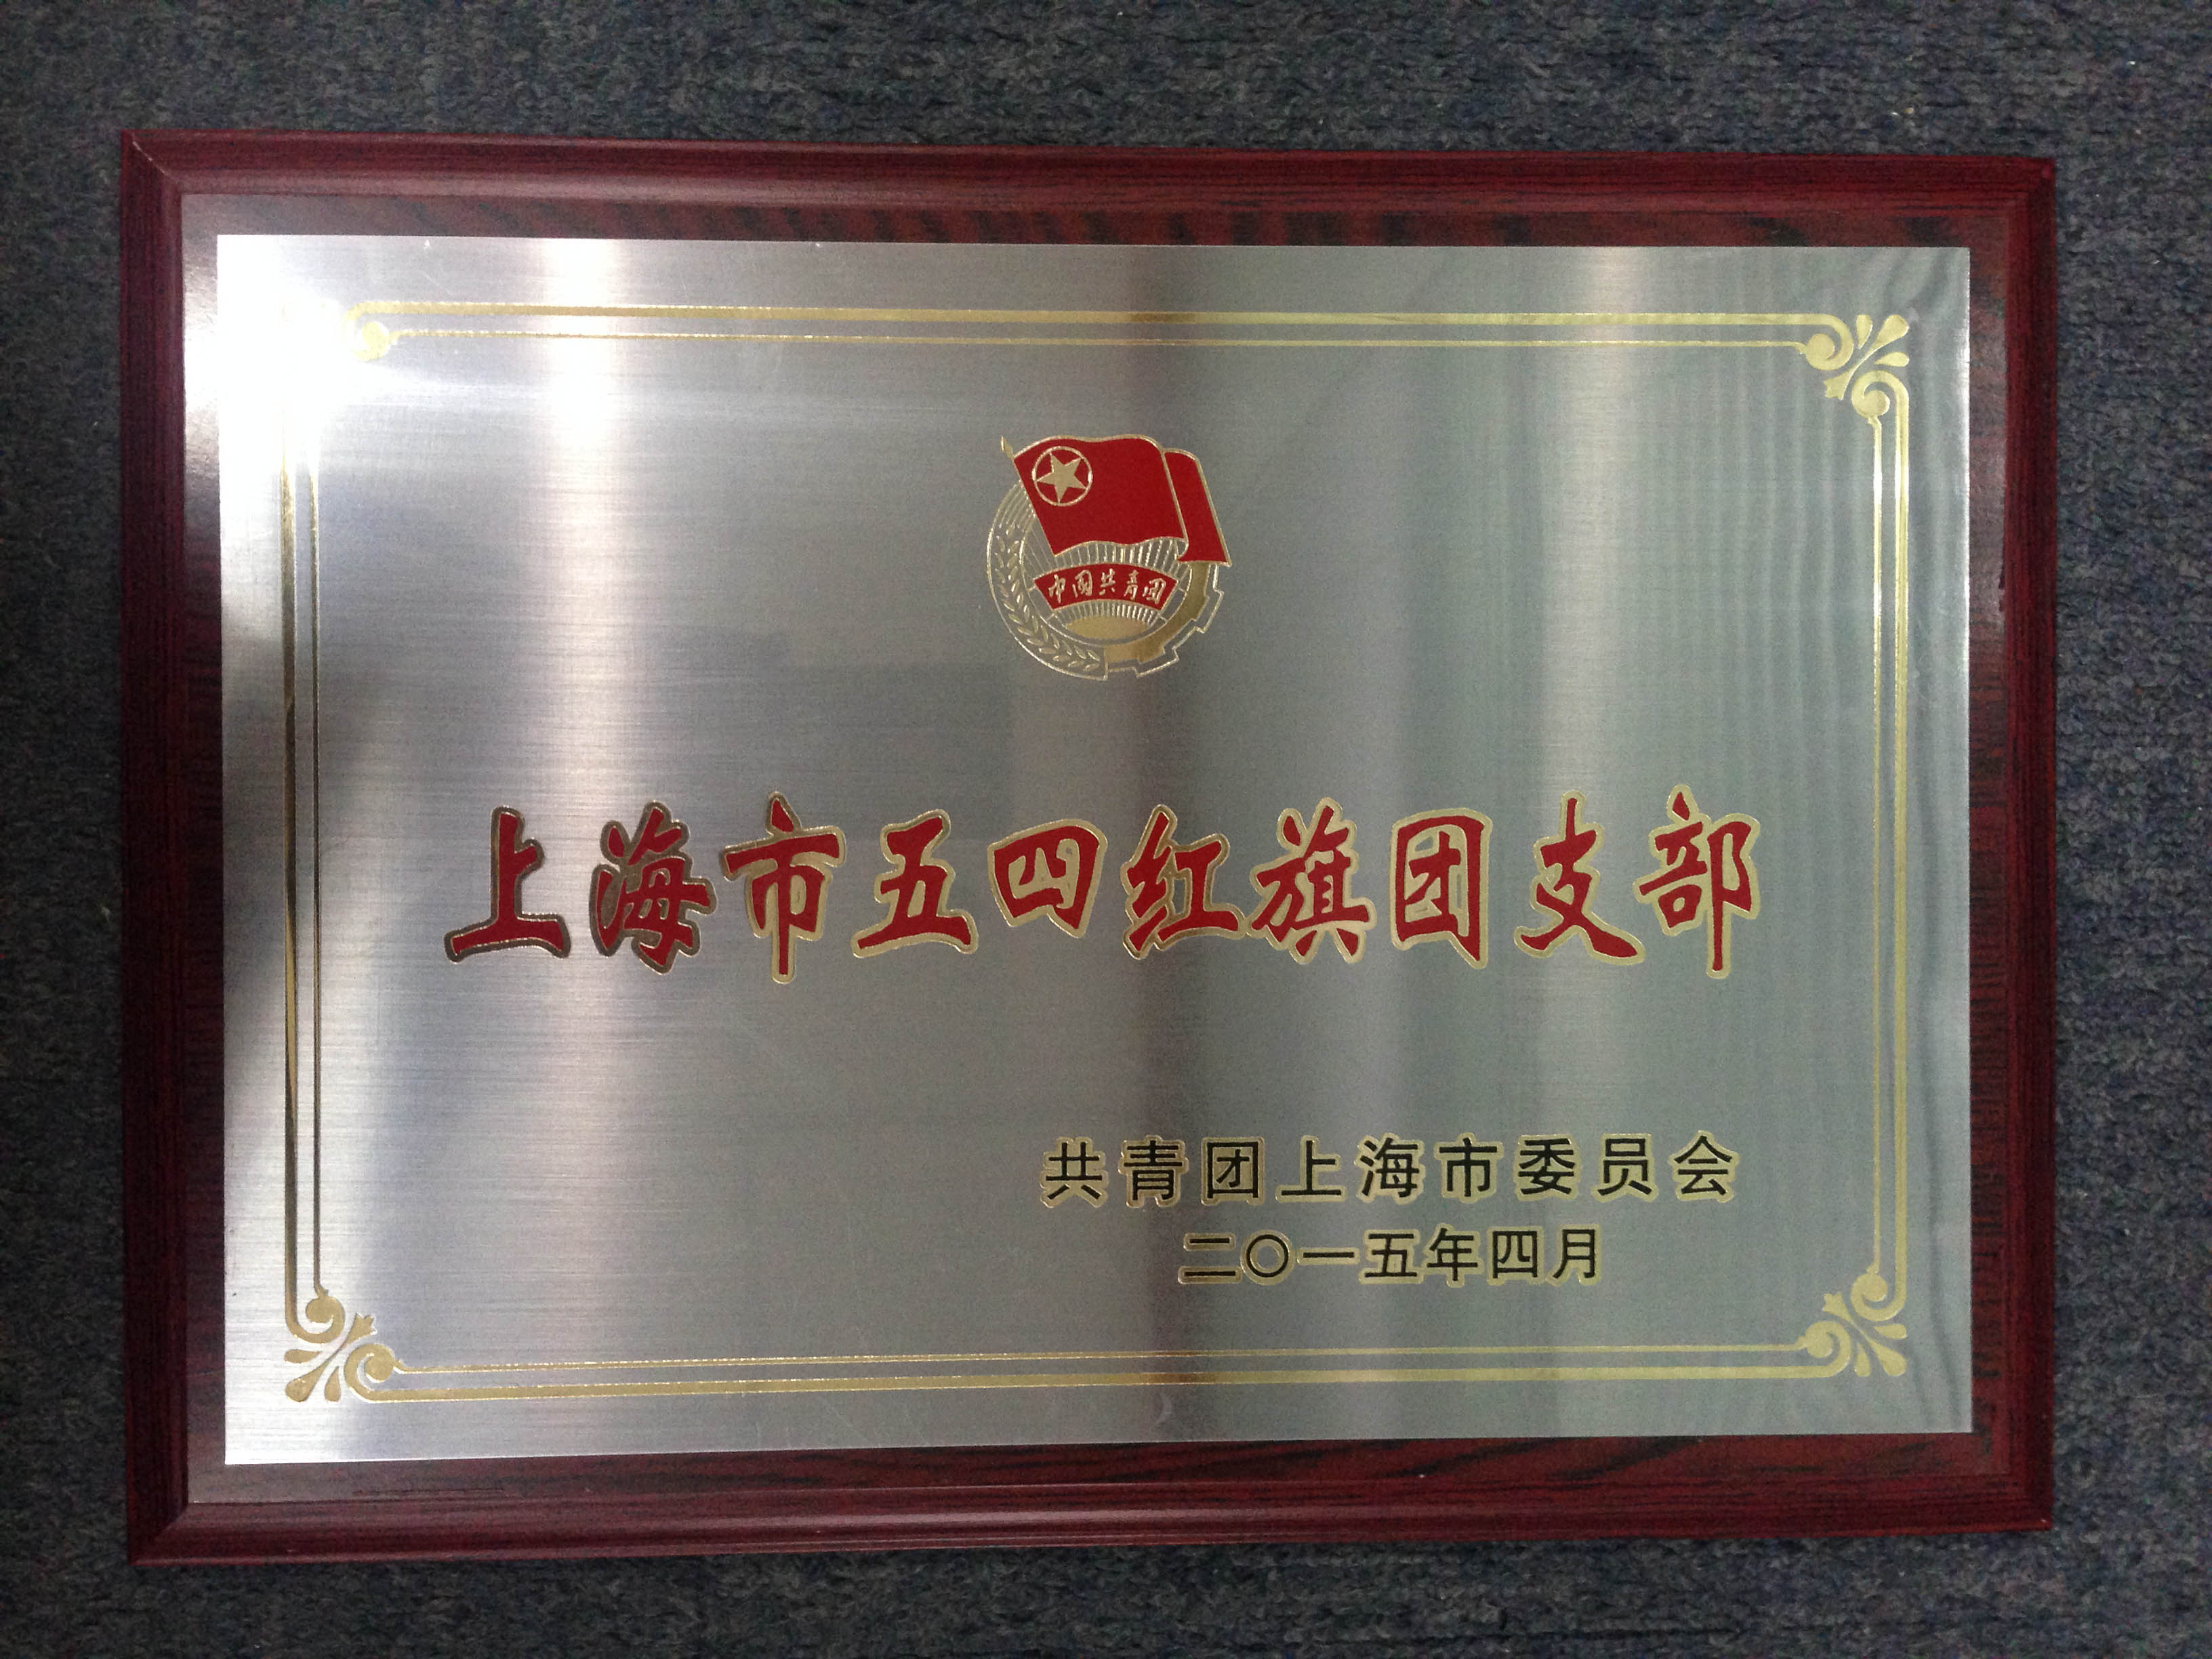 中国共青团
上海市五四红旗团支部
共青团上海市委员会
二〇一五年四月